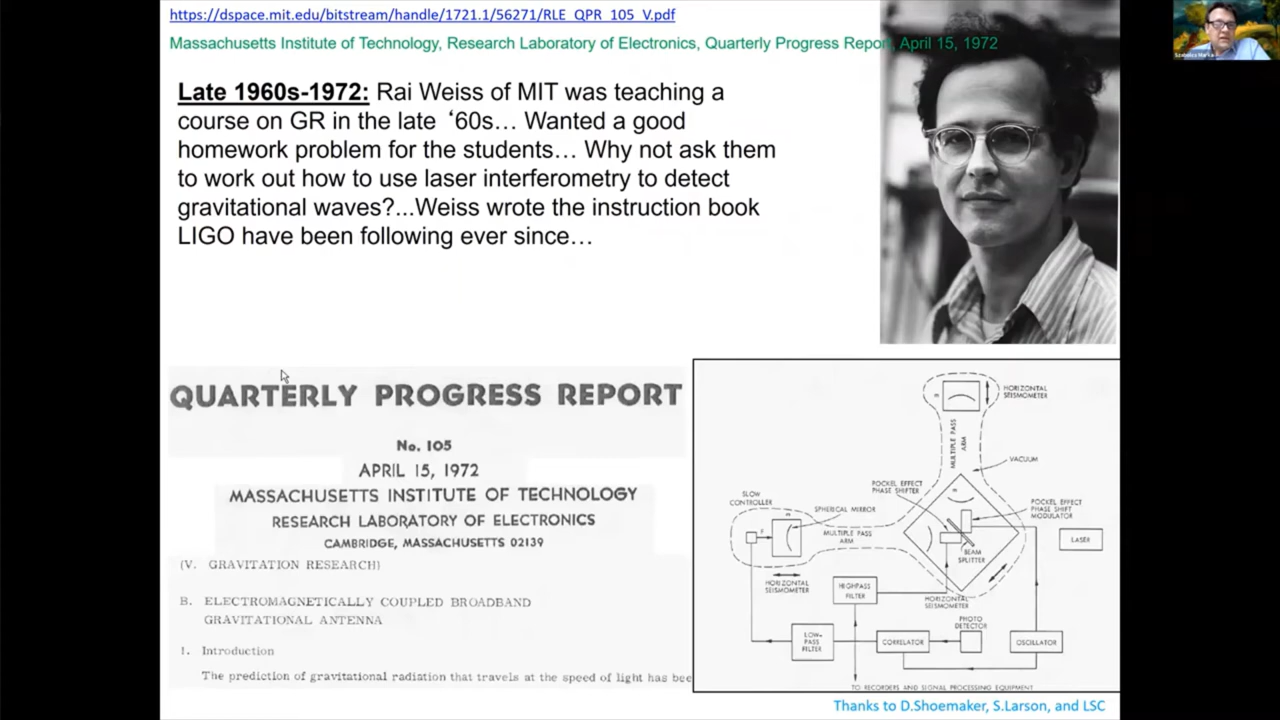 https://dspace.mit.edu/bitstream/handle/1721.1/56271/RLE_QPR_105_V.pdf
Massachusetts Institute of Technology, Research Laboratory of Electronics, Quarterly Progress Report, April 15, 1972
Late 1960s-1972: Rai Weiss of MIT was teaching a
course on GR in the late ‘60s… Wanted a good
homework problem for the students… Why not ask them
to work out how to use laser interferometry to detect
gravitational waves?...Weiss wrote the instruction book
LIGO have been following ever since…
QUARTERLY PROGRESS REPORT
No. 105
APRIL 15, 1972
MASSACHUSETTS INSTITUTE OF TECHNOLOGY
RESEARCH LABORATORY OF ELECTRONICS
CAMBRIDGE, MASSACHUSETTS 02139
(V. GRAVITATION RESEARCH)
B. ELECTROMAGNETICALLY COUPLED BROADBAND
GRAVITATIONAL ANTENNA
1. Introduction
The prediction of gravitational radiation that travels at the speed of light has bee
m
HORIZONTAL
SEISMOMETER
MULTIPLE PASS
ARM
VACUUM
POCKEL EFFECT
PHASE SHIFTER
SLOW
CONTROLLER
m
SPHERICAL MIRROR
m
POCKEL EFFECT
PHASE SHIFT
MODULATOR
MULTIPLE PASS
ARM
LASER
BEAM
SPLITTER
HORIZONTAL
SEISMOMETER
HIGHPASS
FILTER
HORIZONTAL
SEISMOMETER
PHOTO
DETECTOR
LOW-
PASS
FILTER
CORRELATOR
OSCILLATOR
TO RECORDERS AND SIGNAL PROCESSING EQUIPMENT
Thanks to D.Shoemaker, S.Larson, and LSC